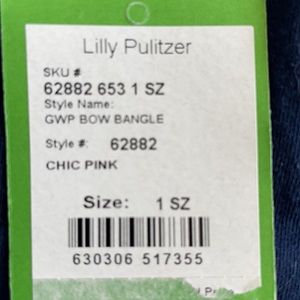 Lilly Pulitzer
SKU #
62882 653 1 SZ
Style Name:
GWP BOW BANGLE
Style #: 62882
CHIC PINK
Size: 1 SZ
630306 517355